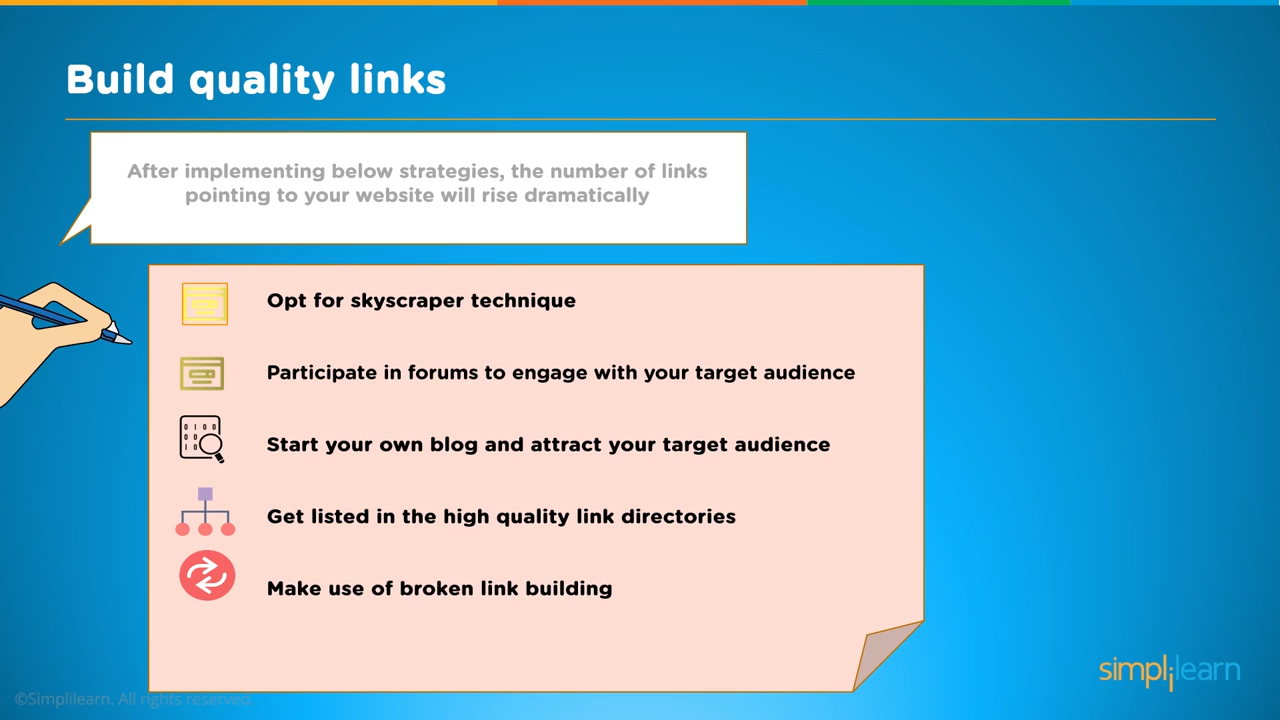 Build quality links
After implementing below strategies, the number of links
pointing to your website will rise dramatically
Opt for skyscraper technique
Participate in forums to engage with your target audience
Start your own blog and attract your target audience
Get listed in the high quality link directories
Make use of broken link building
simplilearn
©Simplilearn. All rights reserved.